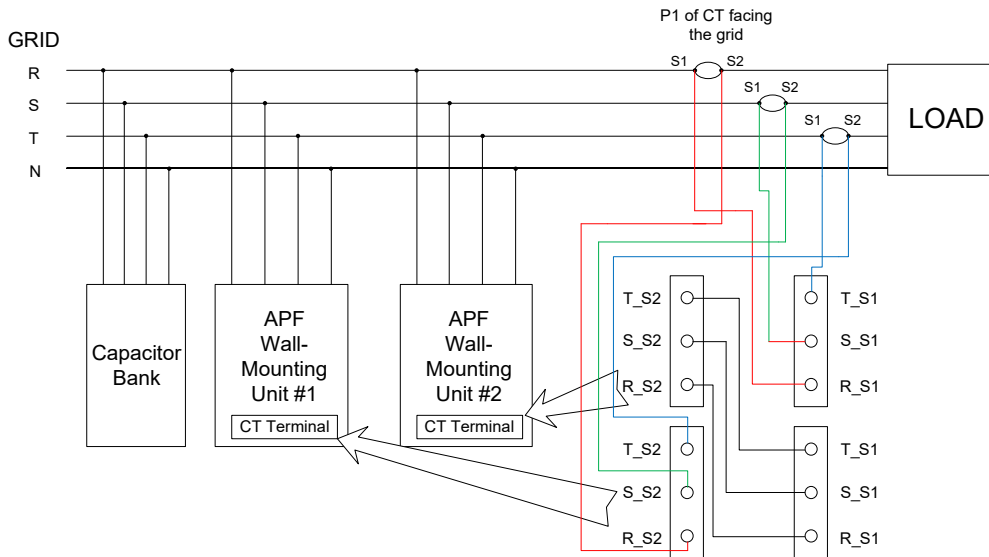 P1 of CT facing
the grid
GRID
R
S1
S2
S
S1
S2
T
S1
S2
N
LOAD
Capacitor
Bank
APF
Wall-
Mounting
Unit #1
CT Terminal
APF
Wall-
Mounting
Unit #2
CT Terminal
T_S2
S_S2
R_S2
T_S1
S_S1
R_S1
T_S2
S_S2
R_S2
T_S1
S_S1
R_S1